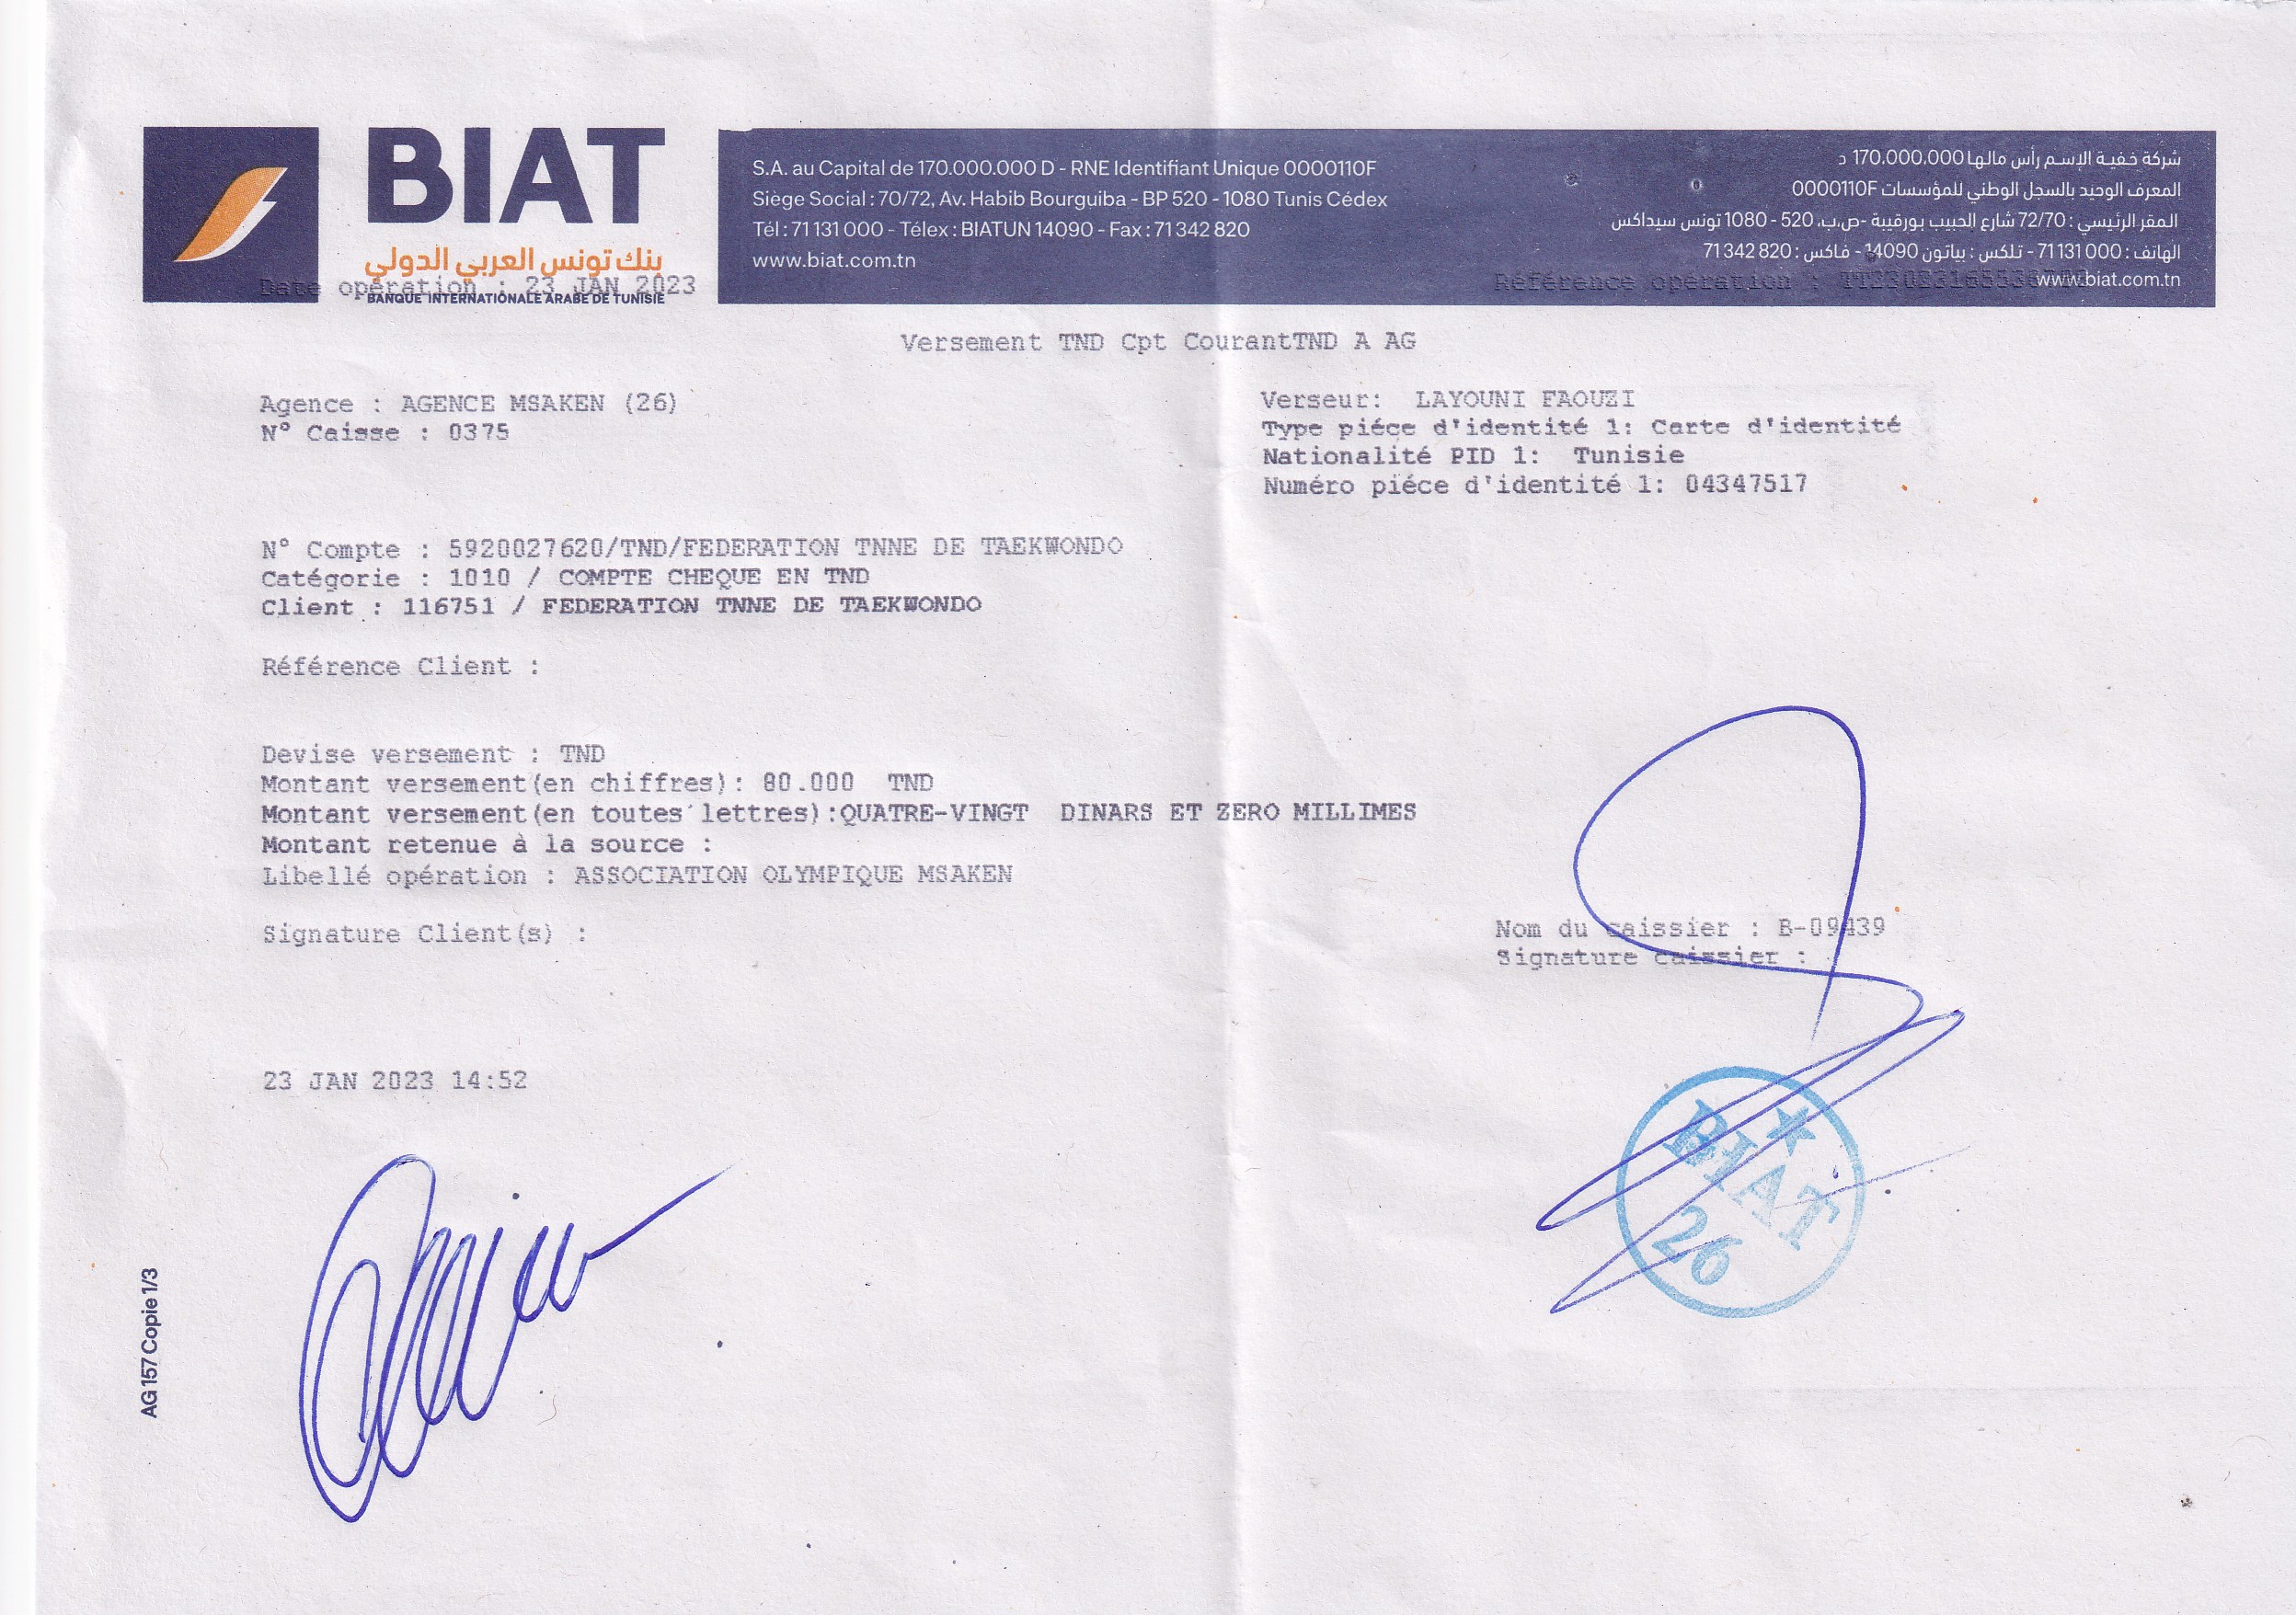 BIAT
بنك تونس العربي الدولي
BANQUE INTERNATIONALE ARABE DE TUNISIE
S.A. au Capital de 170.000.000 D - RNE Identifiant Unique 0000110F
Siège Social : 70/72, Av. Habib Bourguiba - BP 520 - 1080 Tunis Cédex
Tél : 71 131 000 - Télex : BIATUN 14090 - Fax : 71 342 820
www.biat.com.tn
شركة خفية الإسم رأس مالها 170.000.000 د
المعرف الوحيد بالسجل الوطني للمؤسسات 0000110F
المقر الرئيسي : 72/70 شارع الحبيب بورقيبة -ص.ب. 520 - 1080 تونس سيداكس
الهاتف : 71 131 000 - تلكس : بياتون 14090 - فاكس : 71 342 820
www.biat.com.tn
Date opération : 23 JAN 2023
Référence opération :
Versement TND Cpt CourantTND A AG
Agence : AGENCE MSAKEN (26)
N° Caisse : 0375
Verseur: LAYOUNI FAOUZI
Type piéce d'identité 1: Carte d'identité
Nationalité PID 1: Tunisie
Numéro piéce d'identité 1: 04347517
N° Compte : 5920027620/TND/FEDERATION TNNE DE TAEKWONDO
Catégorie : 1010 / COMPTE CHEQUE EN TND
Client : 116751 / FEDERATION TNNE DE TAEKWONDO
Référence Client :
Devise versement : TND
Montant versement(en chiffres): 80.000 TND
Montant versement(en toutes lettres):QUATRE-VINGT DINARS ET ZERO MILLIMES
Montant retenue à la source :
Libellé opération : ASSOCIATION OLYMPIQUE MSAKEN
Signature Client(s) :
Nom du caissier : B-09439
Signature caissier :
23 JAN 2023 14:52
BIAT
26
AG 157 Copie 1/3